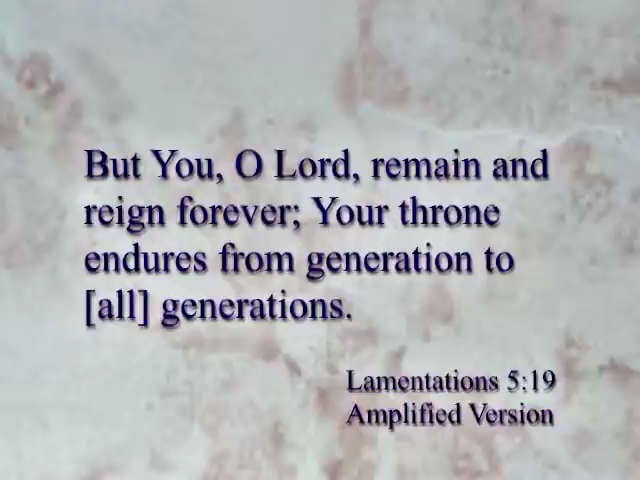 But You, O Lord, remain and
reign forever; Your throne
endures from generation to
[all] generations.
Lamentations 5:19
Amplified Version